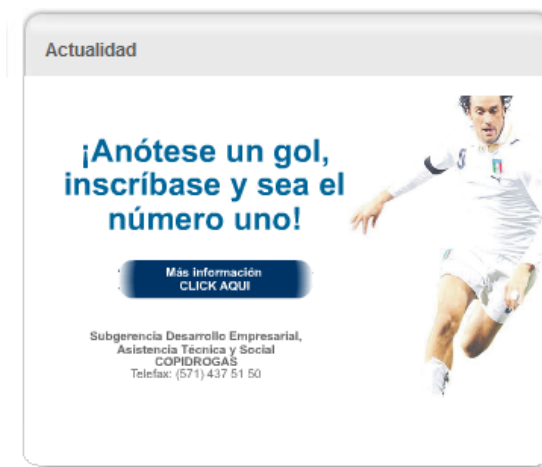 Actualidad
¡Anótese un gol,
inscríbase y sea el
número uno!
Más información
CLICK AQUI
Subgerencia Desarrollo Empresarial,
Asistencia Técnica y Social
COPIDROGAS
Telefax: (571) 437 51 50